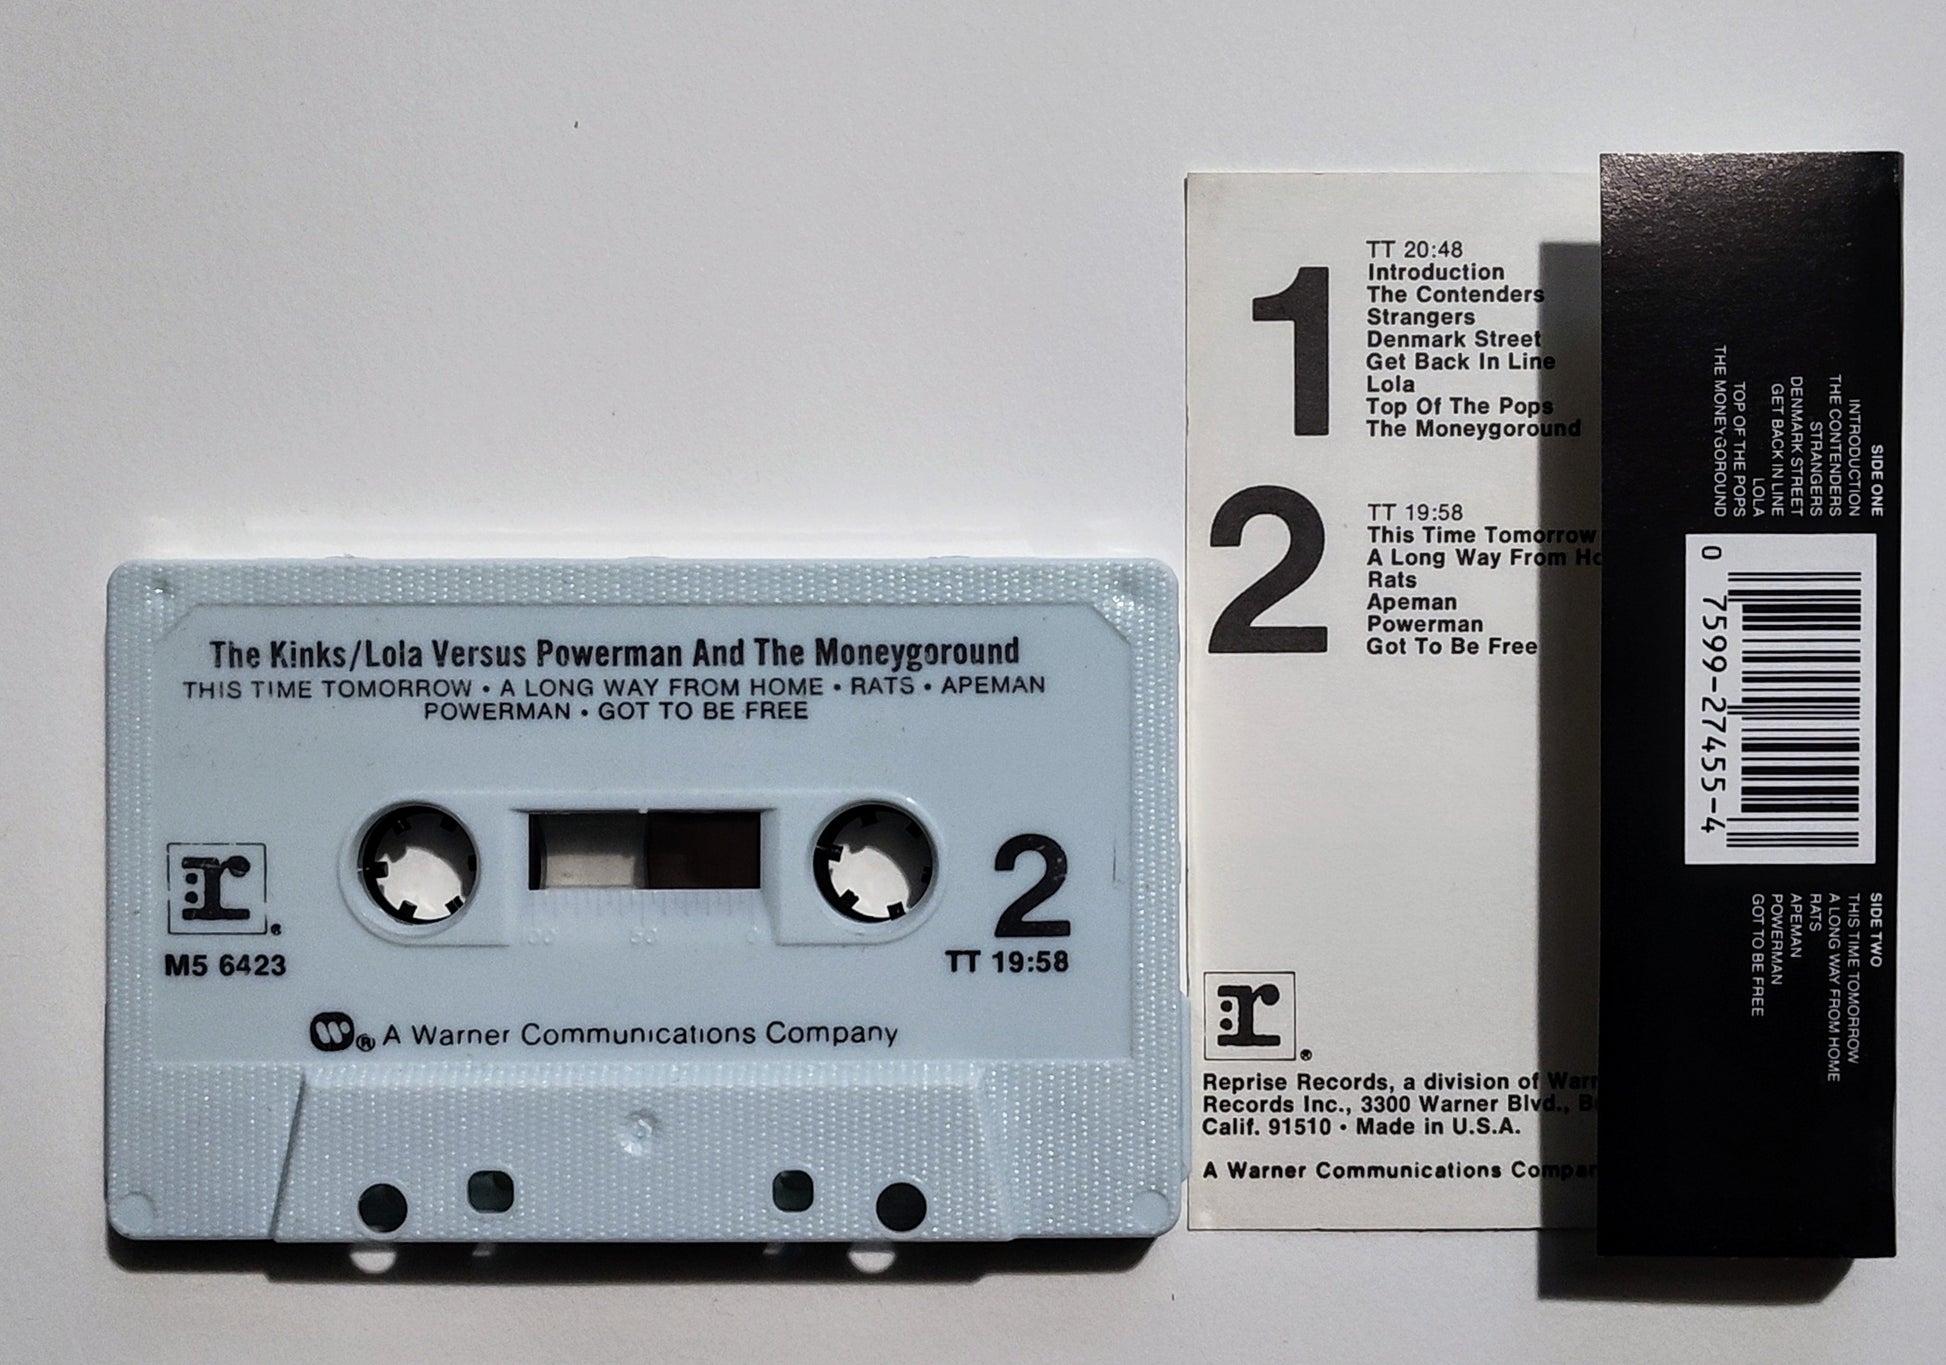 The Kinks/Lola Versus Powerman And The Moneygoround
THIS TIME TOMORROW • A LONG WAY FROM HOME • RATS • APEMAN
POWERMAN • GOT TO BE FREE
:r®
M5 6423
2
TT 19:58
W® A Warner Communications Company
1
TT 20:48
Introduction
The Contenders
Strangers
Denmark Street
Get Back In Line
Lola
Top Of The Pops
The Moneygoround
2
TT 19:58
This Time Tomorrow
A Long Way From
Rats
Apeman
Powerman
Got To Be Free
:r®
Reprise Records, a division of
Records Inc., 3300 Warner Blvd.,
Calif. 91510 • Made in U.S.A.
A Warner Communications
SIDE ONE
INTRODUCTION
THE CONTENDERS
STRANGERS
DENMARK STREET
GET BACK IN LINE
LOLA
TOP OF THE POPS
THE MONEYGOROUND
0 7599-27455-4
SIDE TWO
THIS TIME TOMORROW
A LONG WAY FROM HOME
RATS
APEMAN
POWERMAN
GOT TO BE FREE